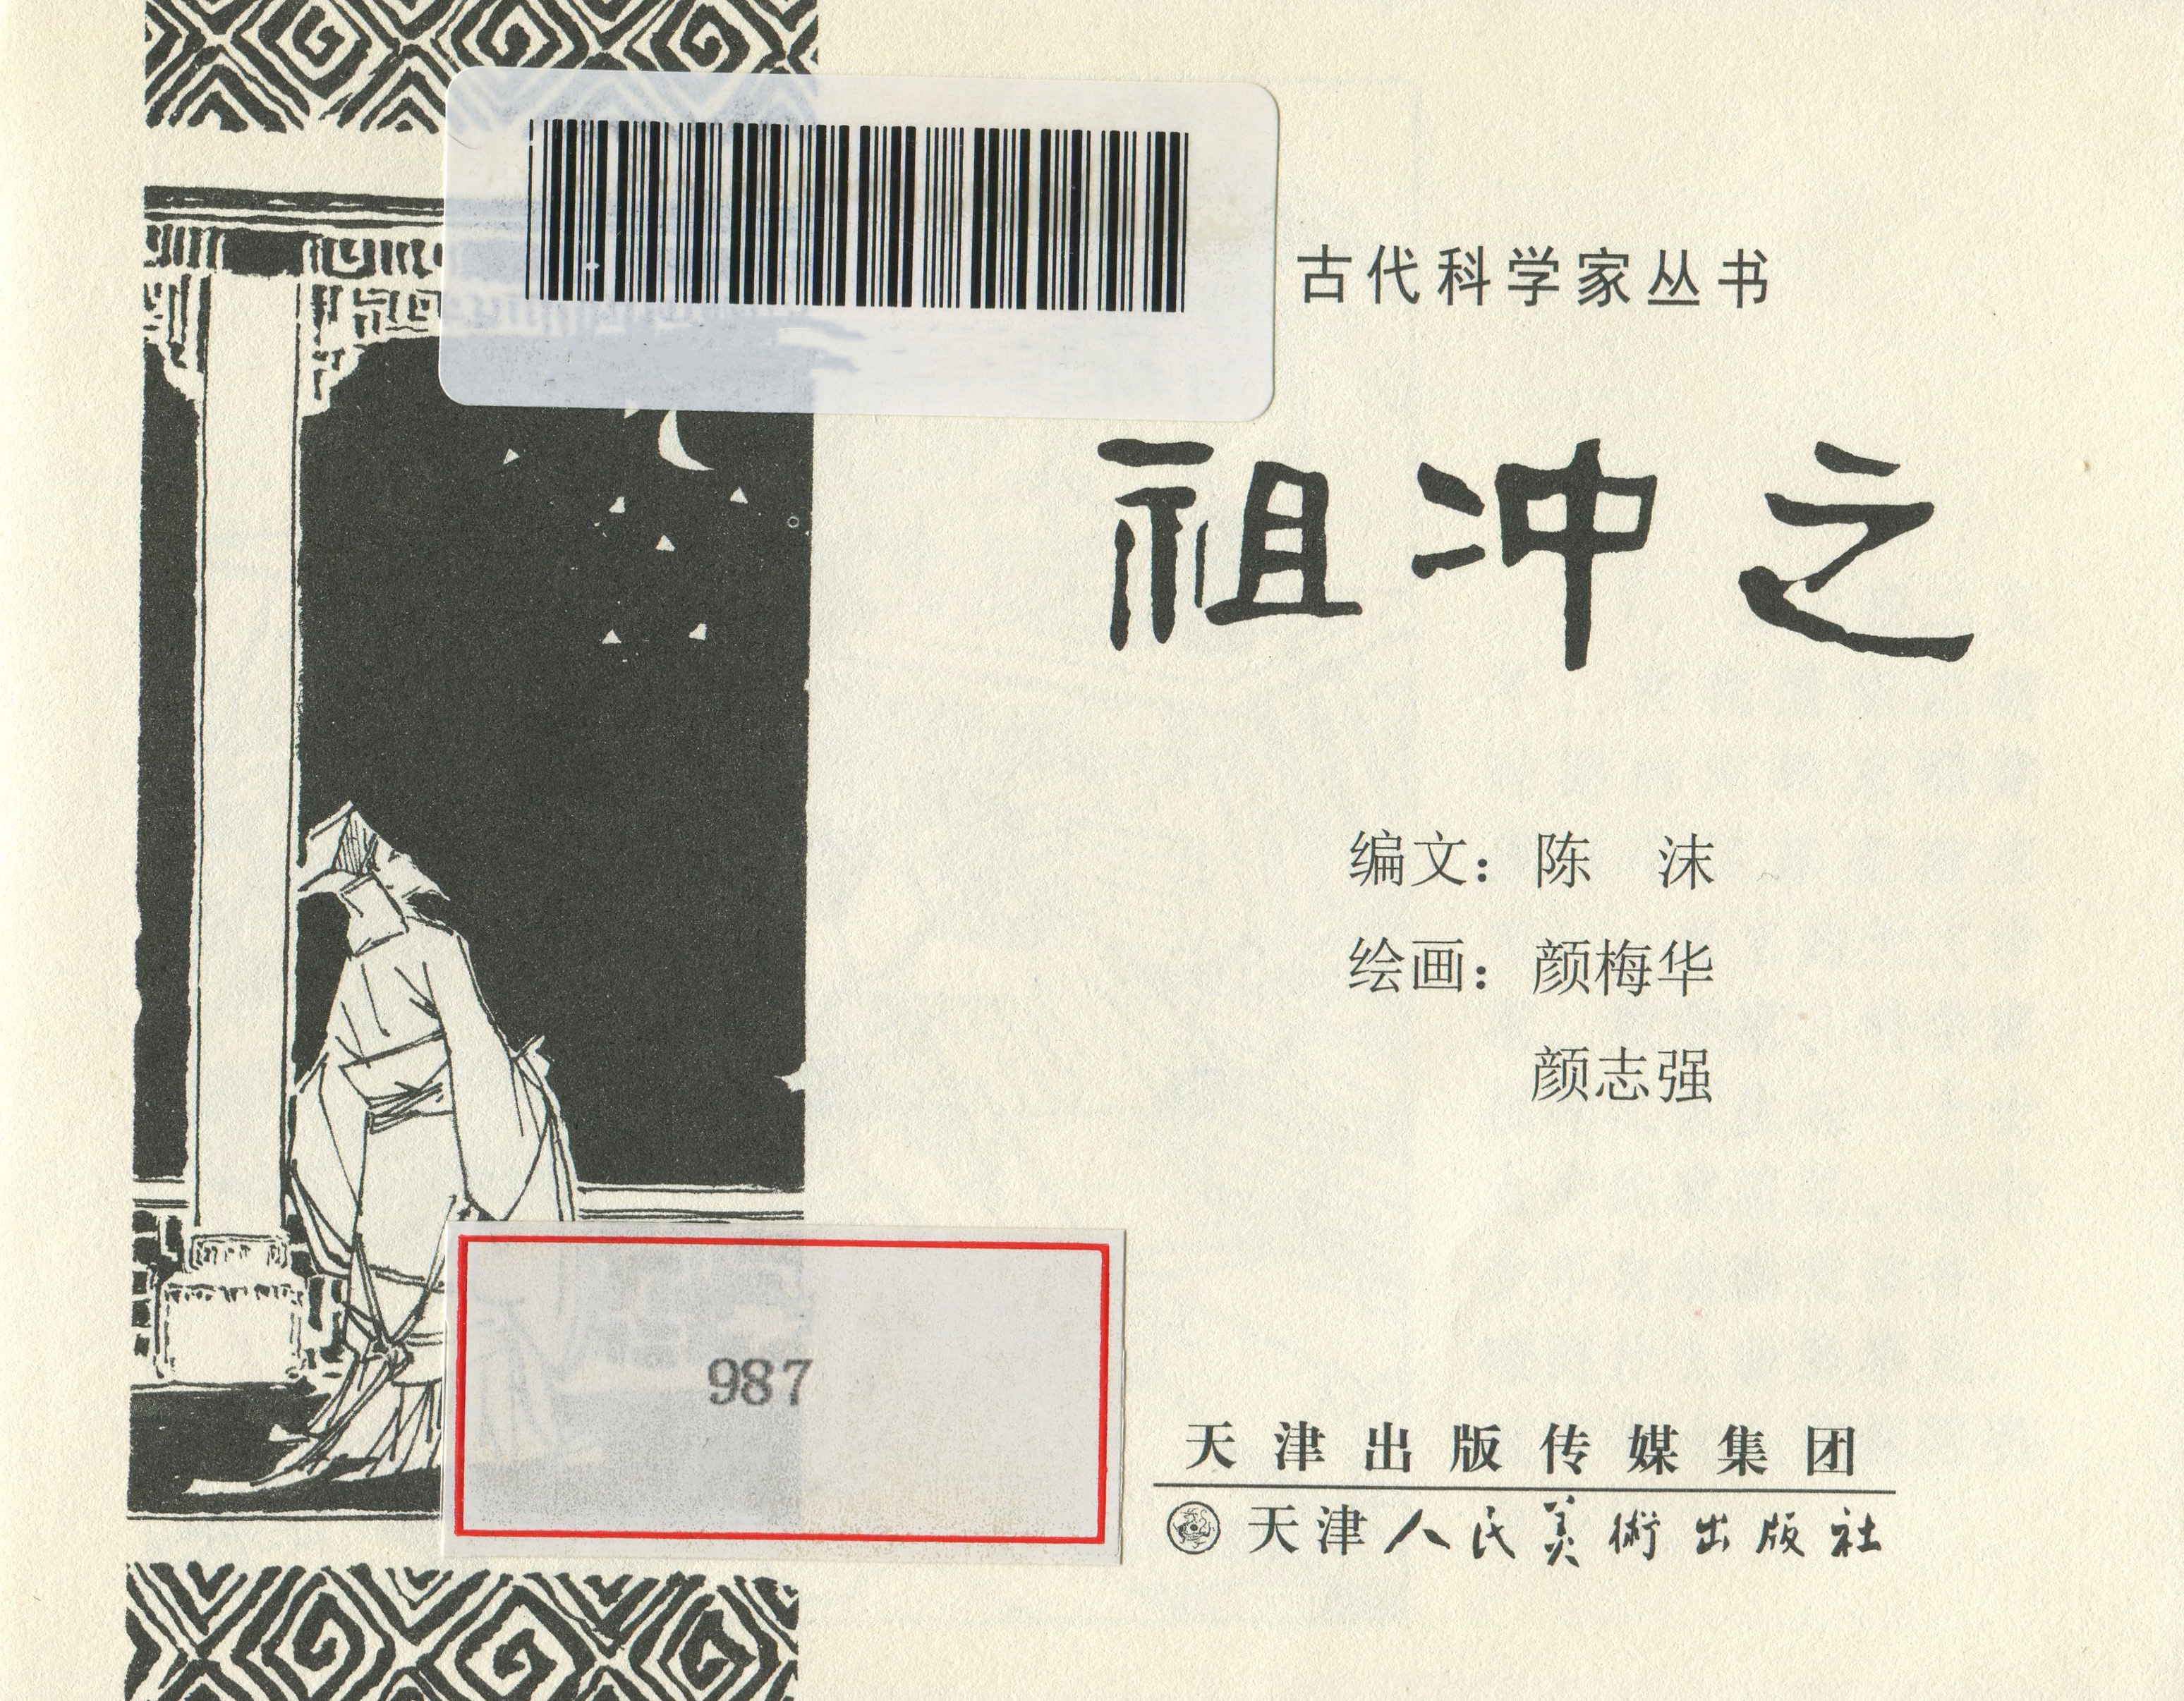 古代科学家丛书
祖冲之
编文：陈　沫
绘画：颜梅华
颜志强
987
天津出版传媒集团
天津人民美術出版社